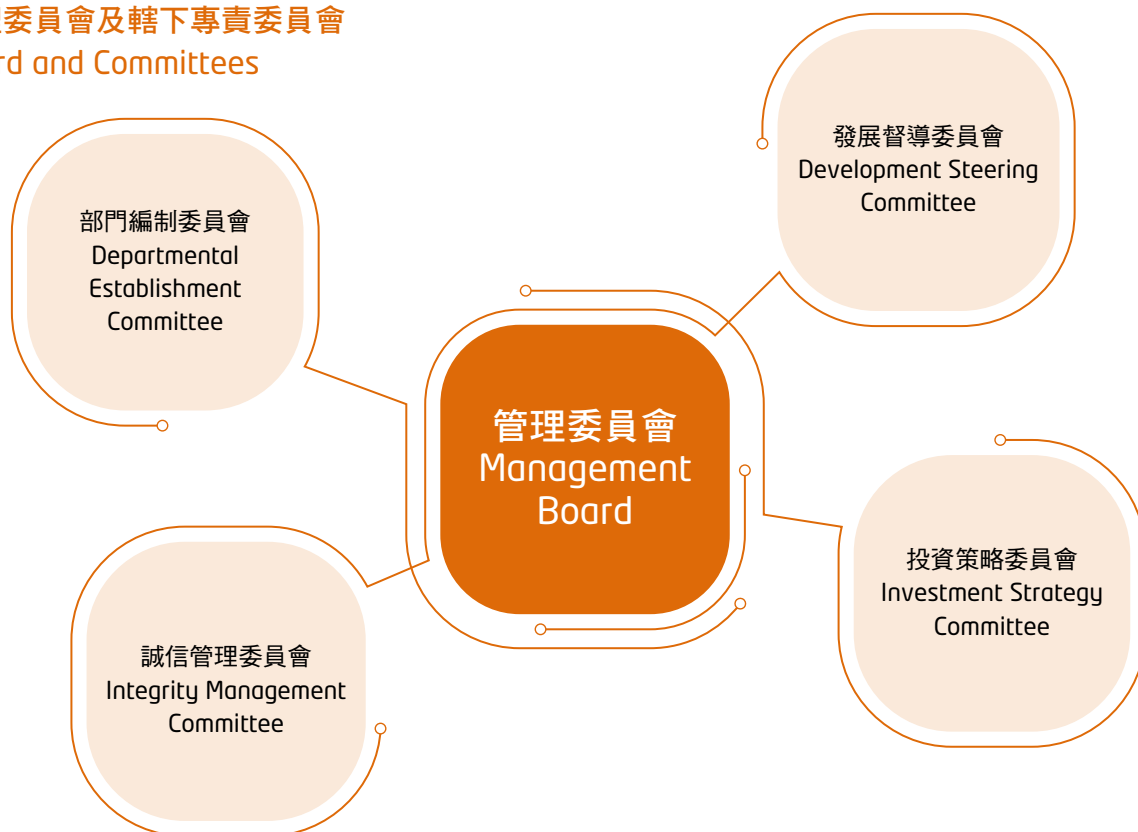 委員會及轄下專責委員會
and Committees
發展督導委員會
Development Steering
Committee
部門編制委員會
Departmental
Establishment
Committee
管理委員會
Management
Board
投資策略委員會
Investment Strategy
Committee
誠信管理委員會
Integrity Management
Committee